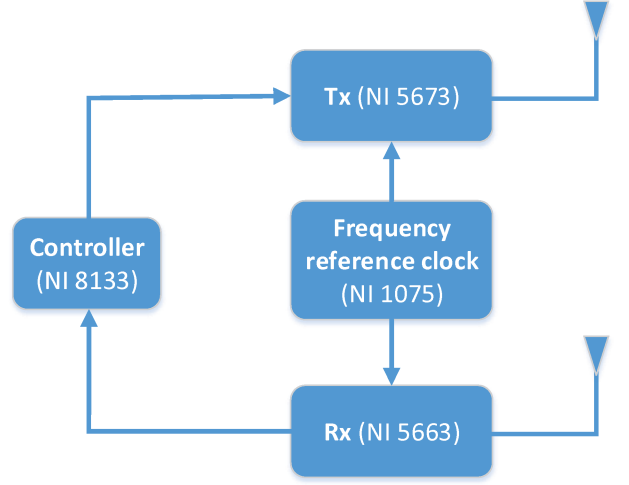 Tx (NI 5673)
Controller
(NI 8133)
Frequency
reference clock
(NI 1075)
Rx (NI 5663)